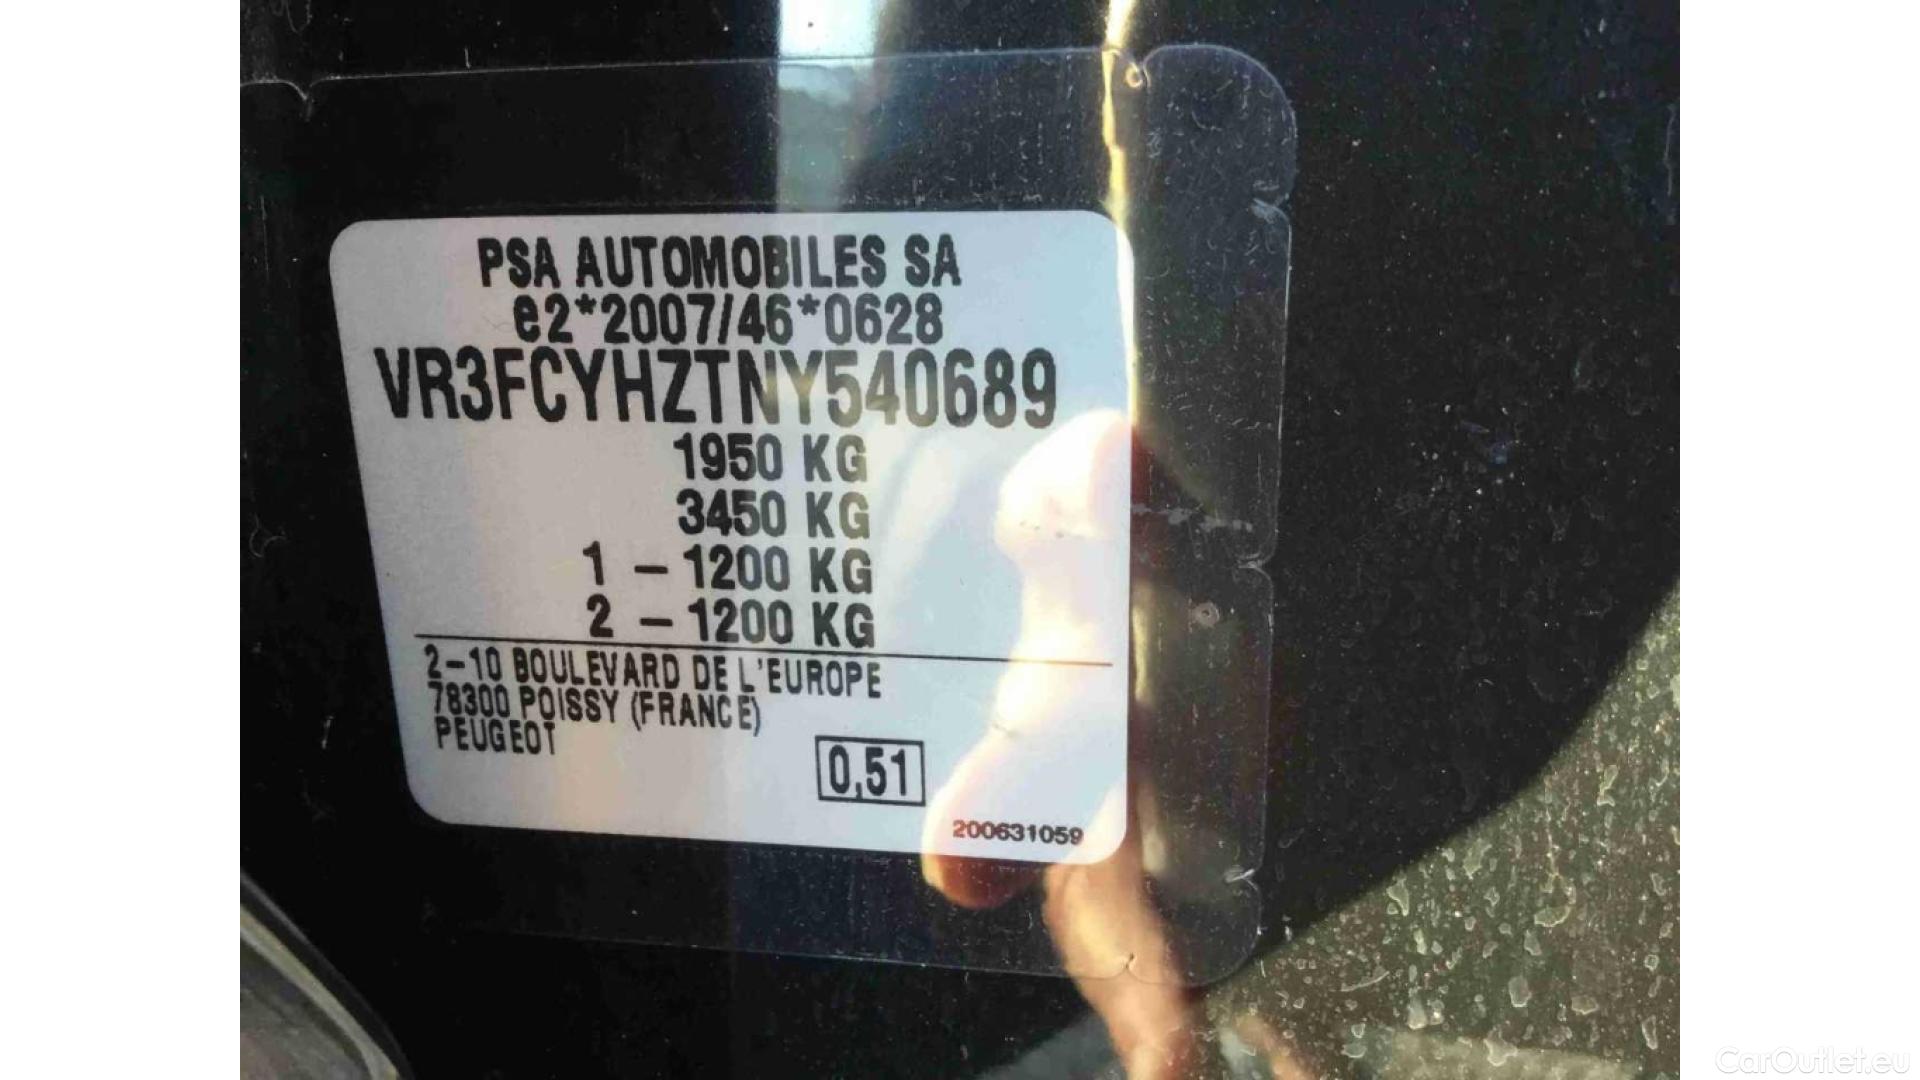 PSA AUTOMOBILES SA
e2*2007/46*0628
VR3FCYHZTNY540689
1950 KG
3450 KG
1 – 1200 KG
2 – 1200 KG
2-10 BOULEVARD DE L'EUROPE
78300 POISSY (FRANCE)
PEUGEOT
0,51
200631059
CarOutlet.eu